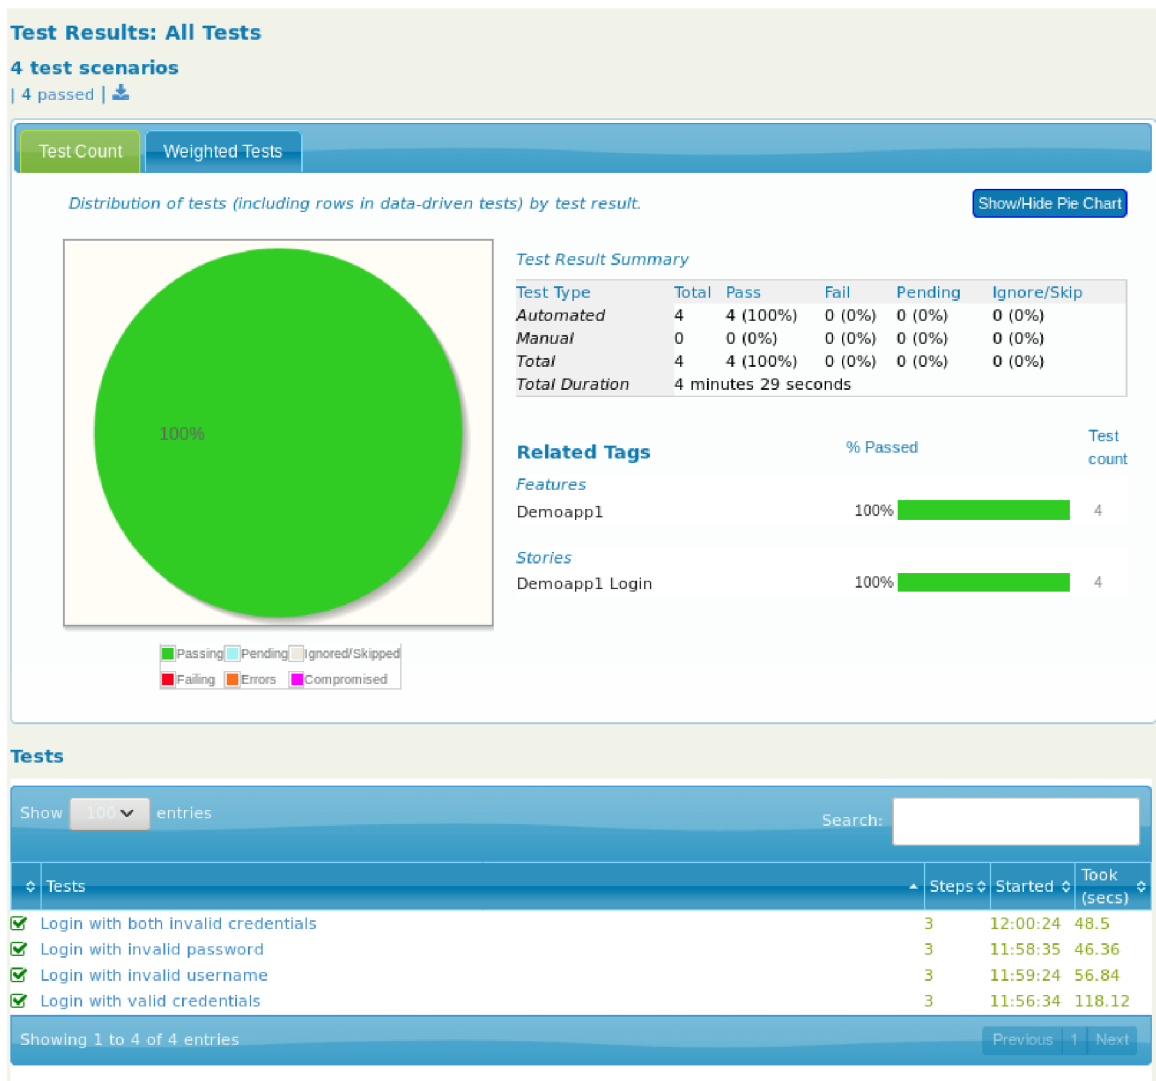 Test Results: All Tests
4 test scenarios
| 4 passed |
Test Count Weighted Tests
Distribution of tests (including rows in data-driven tests) by test result.
Show/Hide Pie Chart
100%
Passing Pending Ignored/Skipped
Failing Errors Compromised
Test Result Summary
Test Type Total Pass Fail Pending Ignore/Skip
Automated 4 4 (100%) 0 (0%) 0 (0%) 0 (0%)
Manual 0 0 (0%) 0 (0%) 0 (0%) 0 (0%)
Total 4 4 (100%) 0 (0%) 0 (0%) 0 (0%)
Total Duration 4 minutes 29 seconds
Related Tags % Passed Test count
Features
Demoapp1 100% 4
Stories
Demoapp1 Login 100% 4
Tests
Show 100 entries Search:
Tests Steps Started Took (secs)
Login with both invalid credentials 3 12:00:24 48.5
Login with invalid password 3 11:58:35 46.36
Login with invalid username 3 11:59:24 56.84
Login with valid credentials 3 11:56:34 118.12
Showing 1 to 4 of 4 entries Previous 1 Next